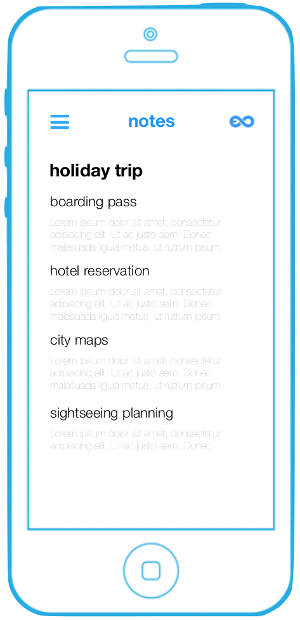 notes
holiday trip
boarding pass
Lorem ipsum dolor sit amet, consectetur
adipiscing elit. Ut ac justo sem. Donec
malesuada ligula metus, ut rutrum ipsum
hotel reservation
Lorem ipsum dolor sit amet, consectetur
adipiscing elit. Ut ac justo sem. Donec
malesuada ligula metus, ut rutrum ipsum
city maps
Lorem ipsum dolor sit amet, consectetur
adipiscing elit. Ut ac justo sem. Donec
malesuada ligula metus, ut rutrum ipsum
sightseeing planning
Lorem ipsum dolor sit amet, consectetur
adipiscing elit. Ut ac justo sem. Donec